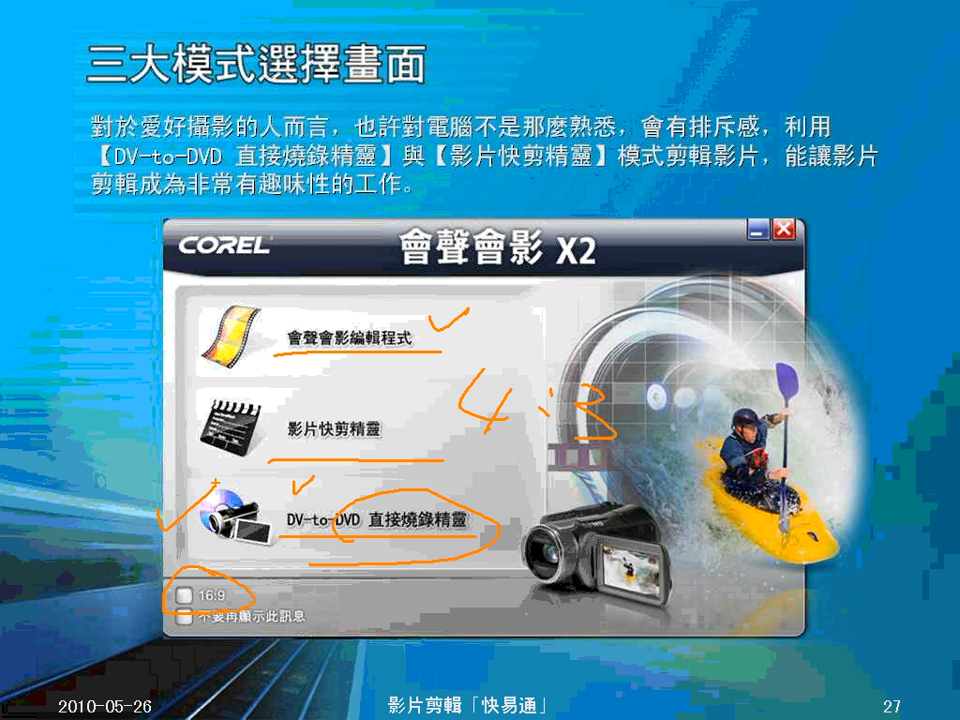 三大模式選擇畫面
對於愛好攝影的人而言，也許對電腦不是那麼熟悉，會有排斥感，利用
【DV-to-DVD 直接燒錄精靈】與【影片快剪精靈】模式剪輯影片，能讓影片
剪輯成為非常有趣味性的工作。
COREL
會聲會影 X2
會聲會影編輯程式
4:3
影片快剪精靈
DV-to-DVD 直接燒錄精靈
16:9
不要再顯示此訊息
2010-05-26
影片剪輯「快易通」
27